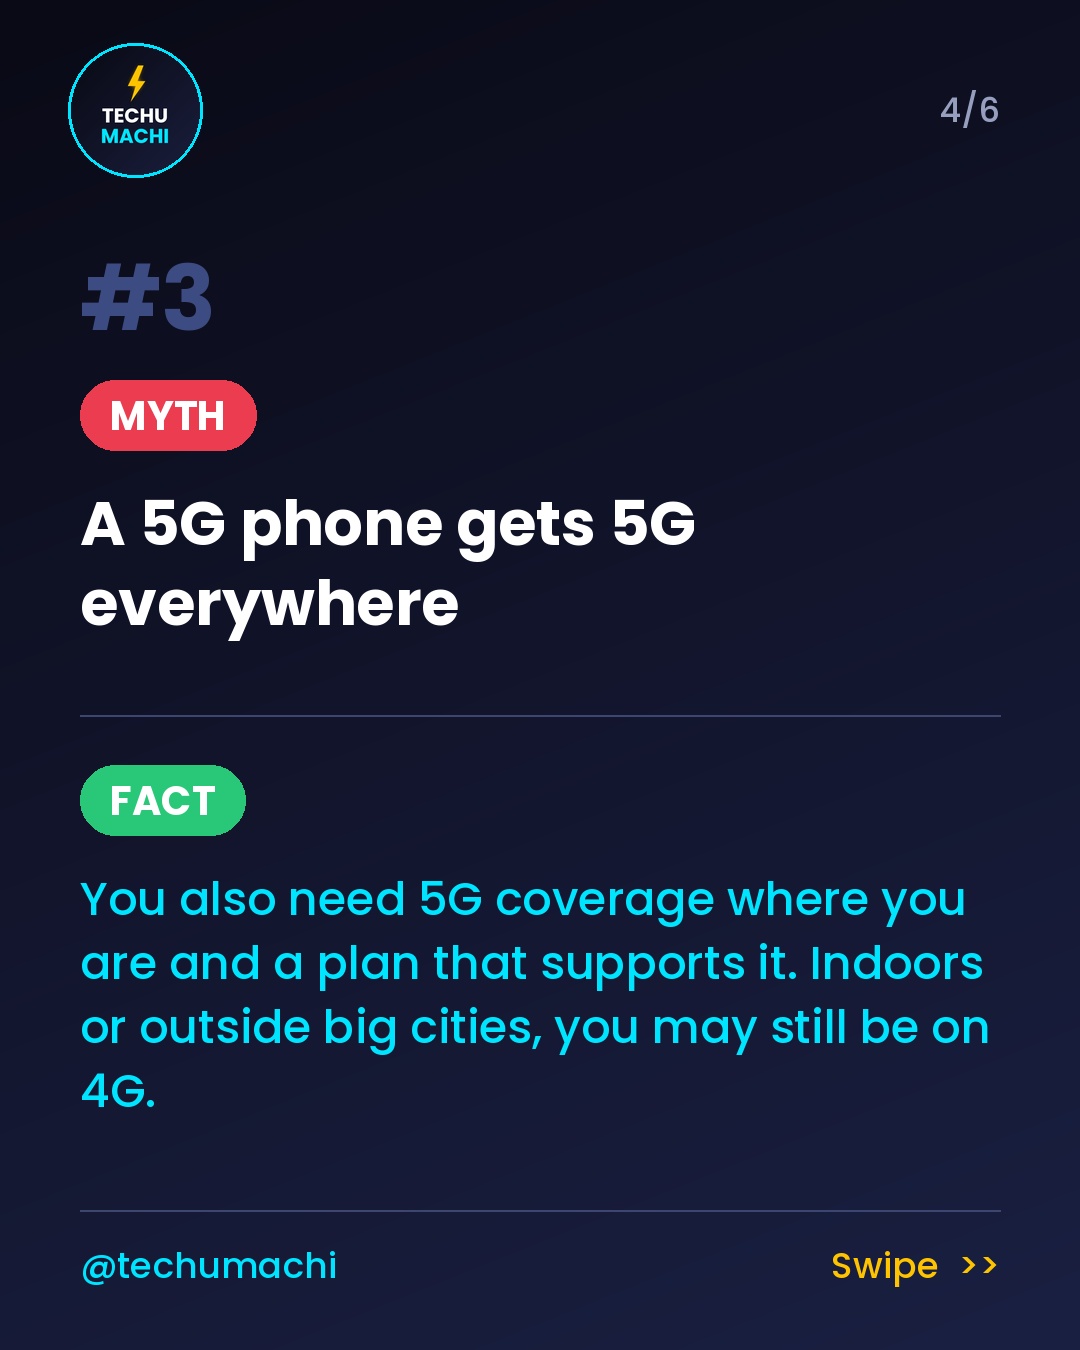 TECHU
MACHI
4/6
#3
MYTH
A 5G phone gets 5G
everywhere
FACT
You also need 5G coverage where you
are and a plan that supports it. Indoors
or outside big cities, you may still be on
4G.
@techumachi
Swipe >>